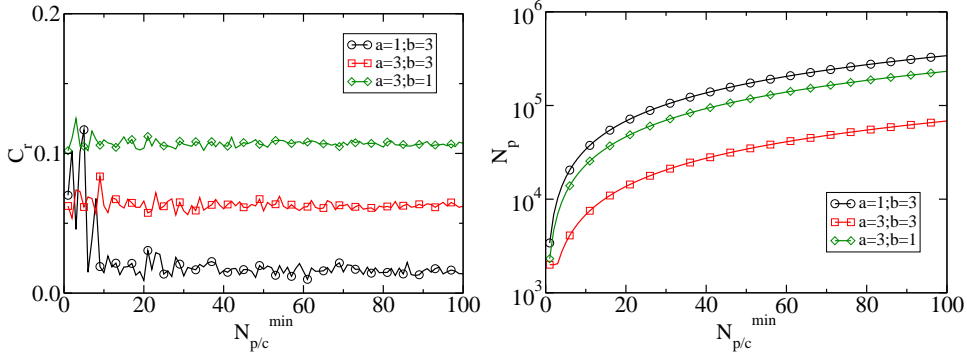 0.2
0.1
0.0
C_r
a=1;b=3
a=3;b=3
a=3;b=1
0 20 40 60 80 100
N_{p/c}^{min}
10^6
10^5
10^4
10^3
N_p
a=1;b=3
a=3;b=3
a=3;b=1
0 20 40 60 80 100
N_{p/c}^{min}